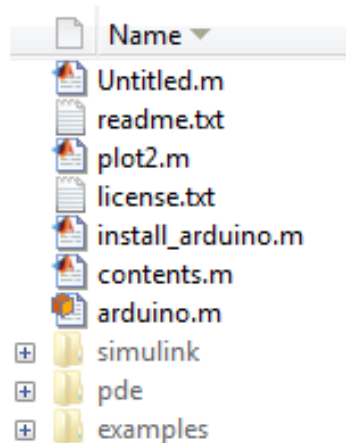 Name
Untitled.m
readme.txt
plot2.m
license.txt
install_arduino.m
contents.m
arduino.m
simulink
pde
examples